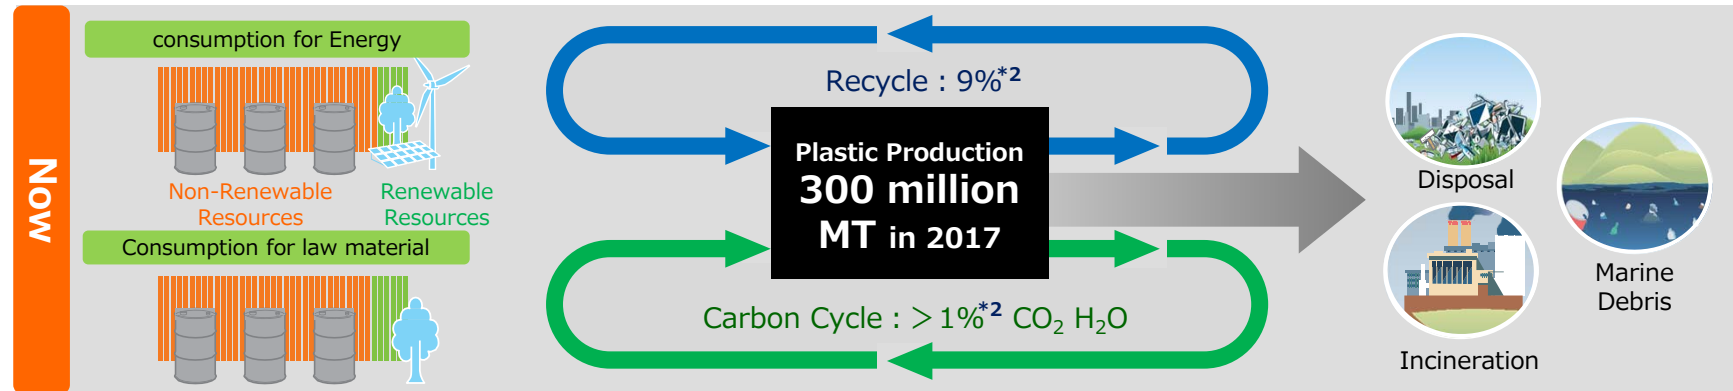 Now
consumption for Energy
Non-Renewable
Resources
Renewable
Resources
Consumption for law material
Recycle : 9%*2
Plastic Production
300 million
MT in 2017
Carbon Cycle : ＞1%*2 CO₂ H₂O
Disposal
Incineration
Marine
Debris